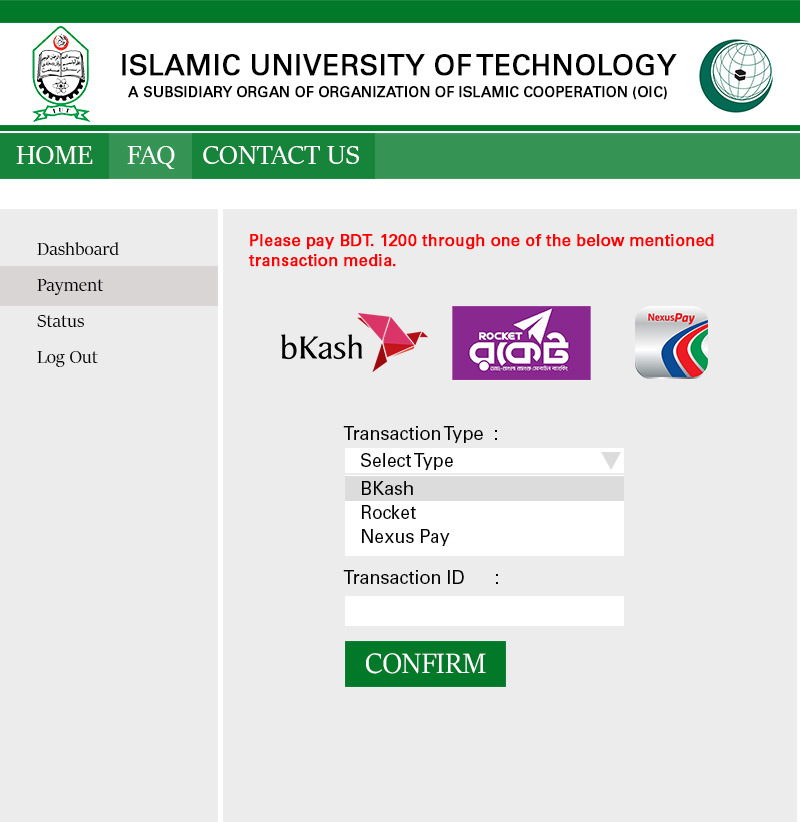 ISLAMIC UNIVERSITY OF TECHNOLOGY
A SUBSIDIARY ORGAN OF ORGANIZATION OF ISLAMIC COOPERATION (OIC)
IUT
HOME FAQ CONTACT US
Dashboard
Payment
Status
Log Out
Please pay BDT. 1200 through one of the below mentioned
transaction media.
bKash
ROCKET
রকেট
NexusPay
Transaction Type :
Select Type
BKash
Rocket
Nexus Pay
Transaction ID :
CONFIRM